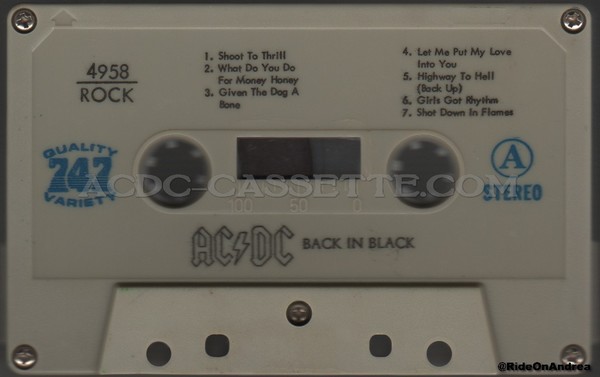 4958
ROCK
1. Shoot To Thrill
2. What Do You Do
For Money Honey
3. Given The Dog A
Bone
4. Let Me Put My Love
Into You
5. Highway To Hell
(Back Up)
6. Girls Got Rhythm
7. Shot Down In Flames
QUALITY
747
VARIETY
A
STEREO
ACDC-CASSETTE.COM
100 50 0
AC DC BACK IN BLACK
@RideOnAndrea